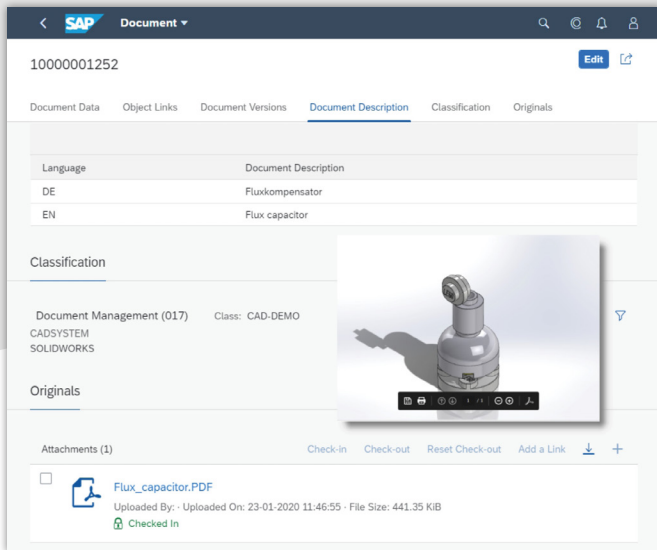 SAP Document
10000001252
Edit
Document Data Object Links Document Versions Document Description Classification Originals
Language Document Description
DE Fluxkompensator
EN Flux capacitor
Classification
Document Management (017) Class: CAD-DEMO
CADSYSTEM
SOLIDWORKS
1 / 1
Originals
Attachments (1) Check-in Check-out Reset Check-out Add a Link
Flux_capacitor.PDF
Uploaded By: · Uploaded On: 23-01-2020 11:46:55 · File Size: 441.35 KiB
Checked In